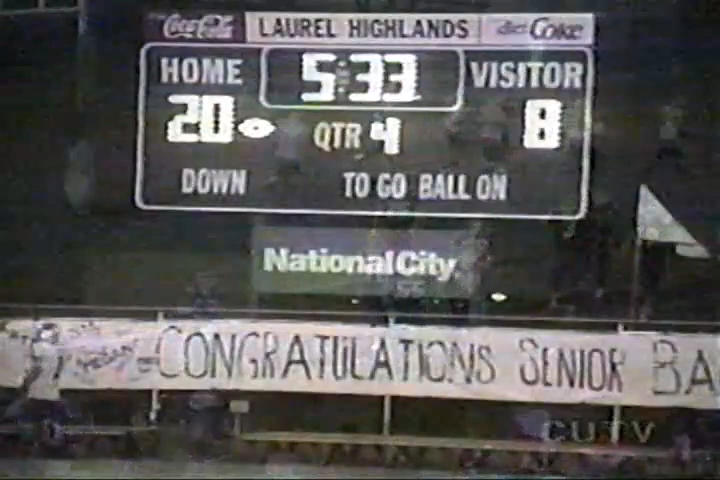 Coca-Cola LAUREL HIGHLANDS diet Coke
HOME 5:33 VISITOR
20 QTR 4 8
DOWN TO GO BALL ON
National City
CONGRATULATIONS SENIOR BA
CUTV